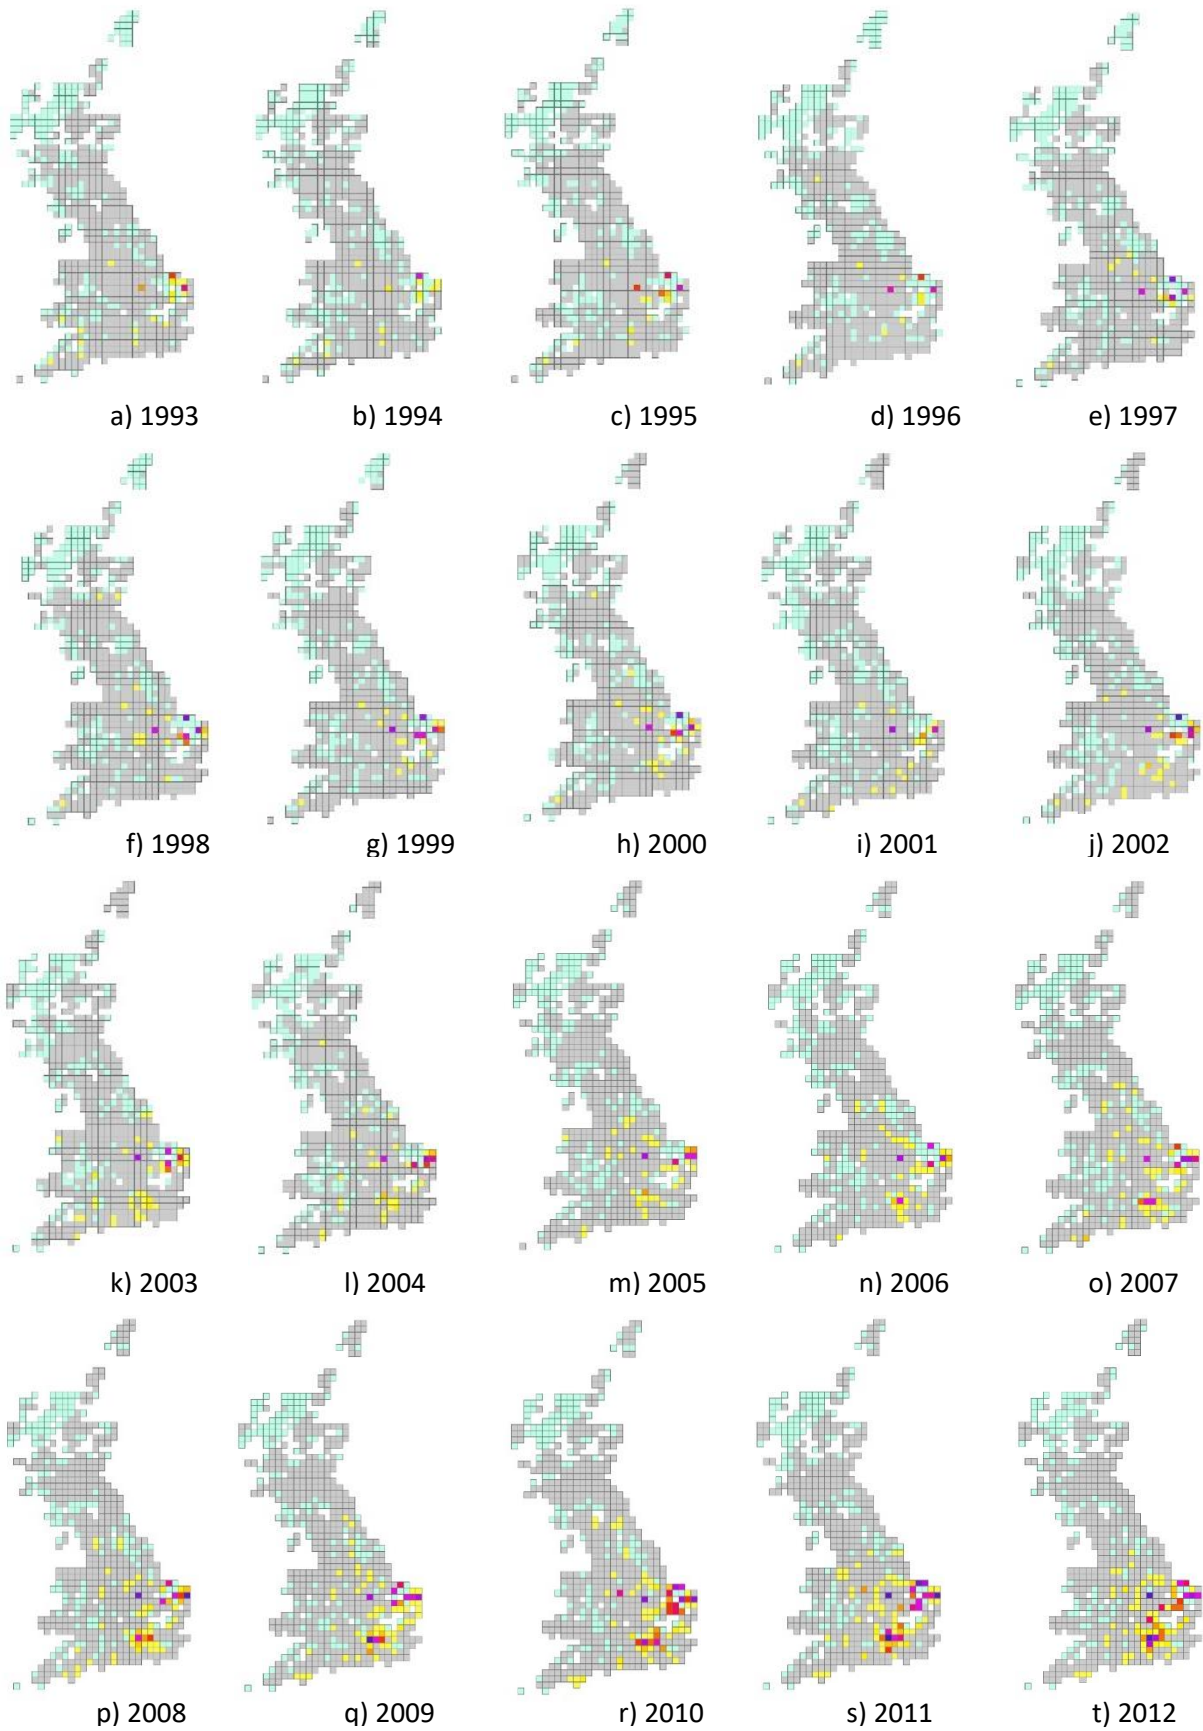 a) 1993 b) 1994 c) 1995 d) 1996 e) 1997
f) 1998 g) 1999 h) 2000 i) 2001 j) 2002
k) 2003 l) 2004 m) 2005 n) 2006 o) 2007
p) 2008 q) 2009 r) 2010 s) 2011 t) 2012